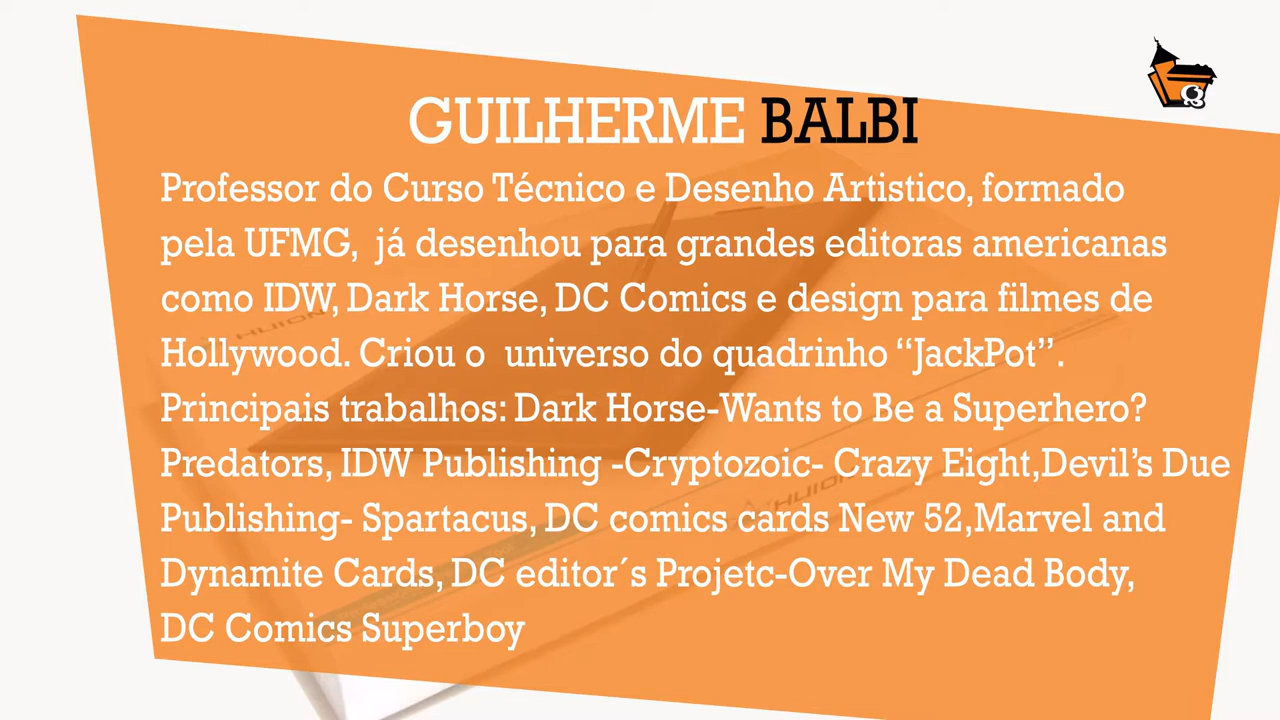 GUILHERME BALBI
Professor do Curso Técnico e Desenho Artistico, formado
pela UFMG, já desenhou para grandes editoras americanas
como IDW, Dark Horse, DC Comics e design para filmes de
Hollywood. Criou o universo do quadrinho “JackPot”.
Principais trabalhos: Dark Horse-Wants to Be a Superhero?
Predators, IDW Publishing -Cryptozoic- Crazy Eight,Devil’s Due
Publishing- Spartacus, DC comics cards New 52,Marvel and
Dynamite Cards, DC editor´s Projetc-Over My Dead Body,
DC Comics Superboy
HUION
HUION